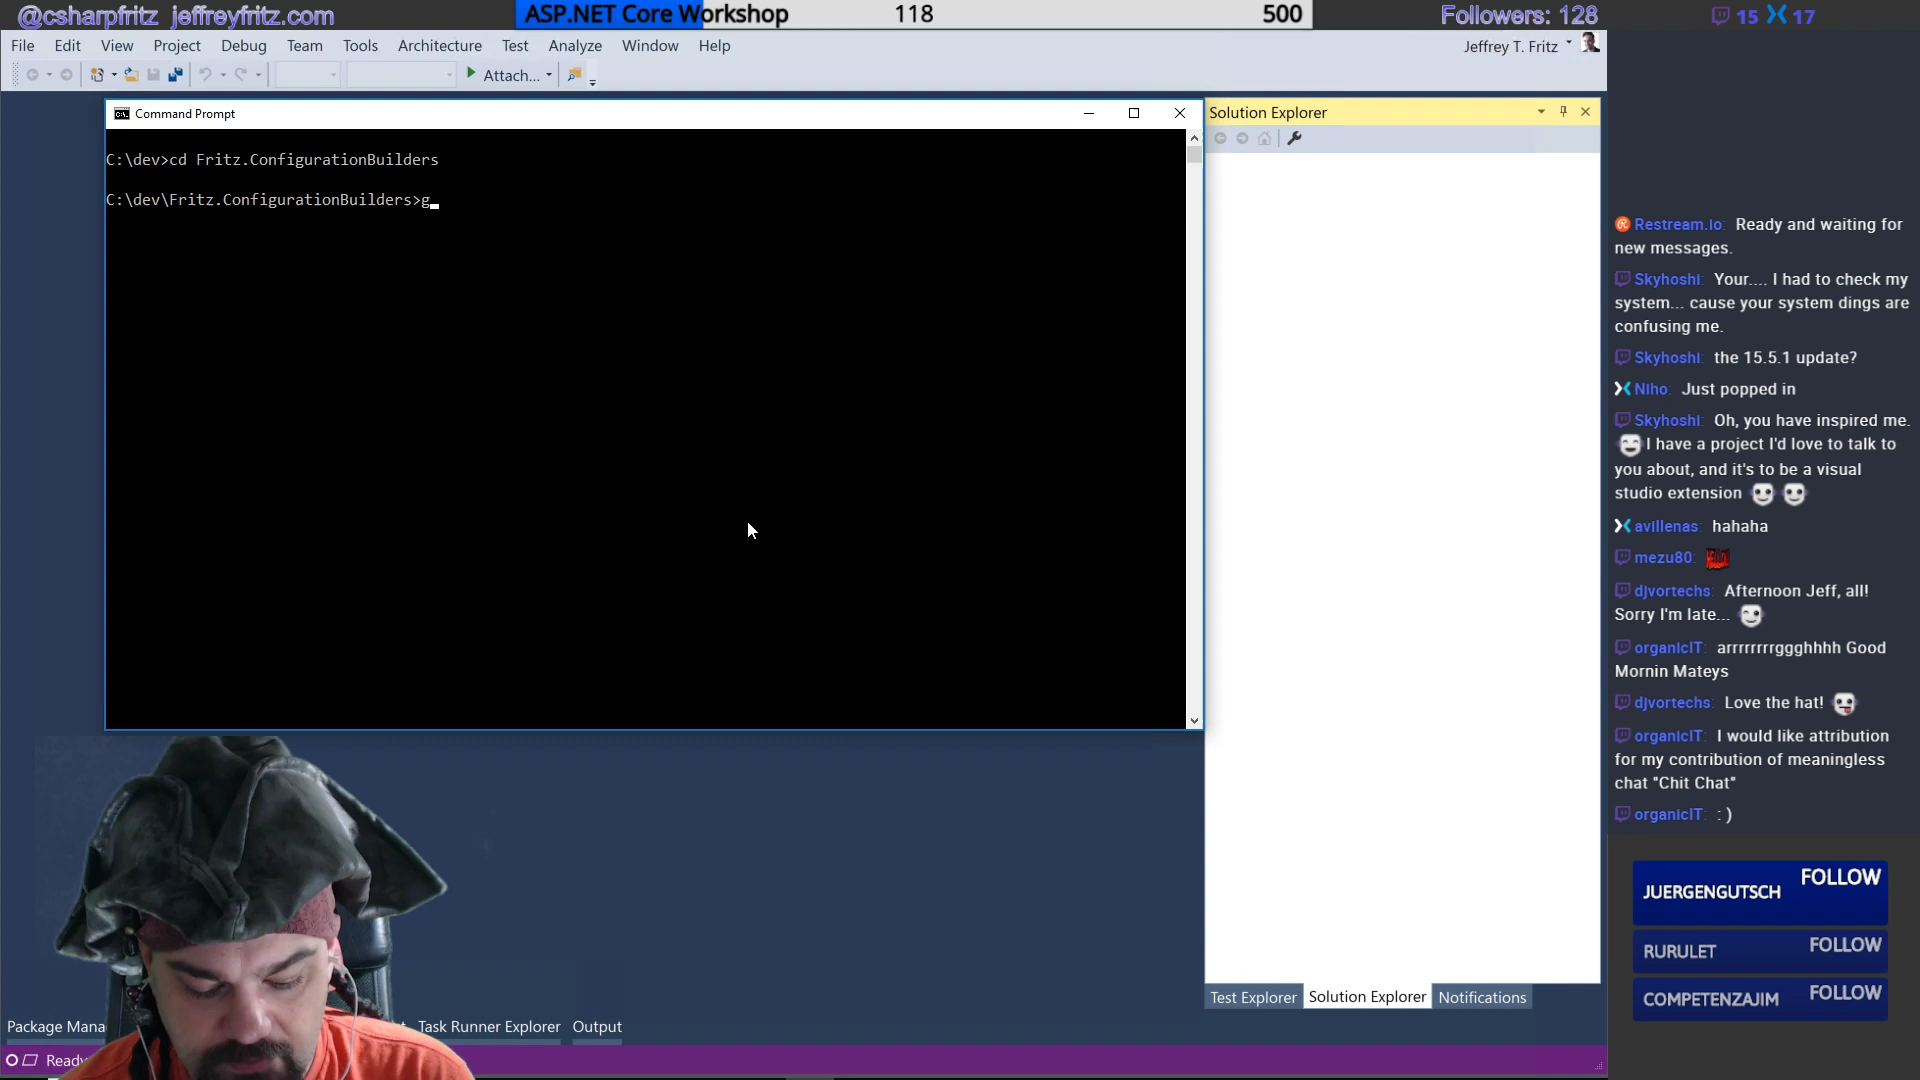 @csharpfritz jeffreyfritz.com
ASP.NET Core Workshop 118 500
Followers: 128
15 17
File Edit View Project Debug Team Tools Architecture Test Analyze Window Help
Jeffrey T. Fritz
Attach...
Command Prompt
C:\dev>cd Fritz.ConfigurationBuilders
C:\dev\Fritz.ConfigurationBuilders>g
Solution Explorer
Test Explorer Solution Explorer Notifications
Package Mana
Task Runner Explorer Output
Ready
Restream.io: Ready and waiting for
new messages.
Skyhoshi: Your.... I had to check my
system... cause your system dings are
confusing me.
Skyhoshi: the 15.5.1 update?
Niho: Just popped in
Skyhoshi: Oh, you have inspired me.
I have a project I'd love to talk to
you about, and it's to be a visual
studio extension
avillenas: hahaha
mezu80:
djvortechs: Afternoon Jeff, all!
Sorry I'm late...
organicIT: arrrrrrrggghhhh Good
Mornin Mateys
djvortechs: Love the hat!
organicIT: I would like attribution
for my contribution of meaningless
chat "Chit Chat"
organicIT: : )
JUERGENGUTSCH FOLLOW
RURULET FOLLOW
COMPETENZAJIM FOLLOW